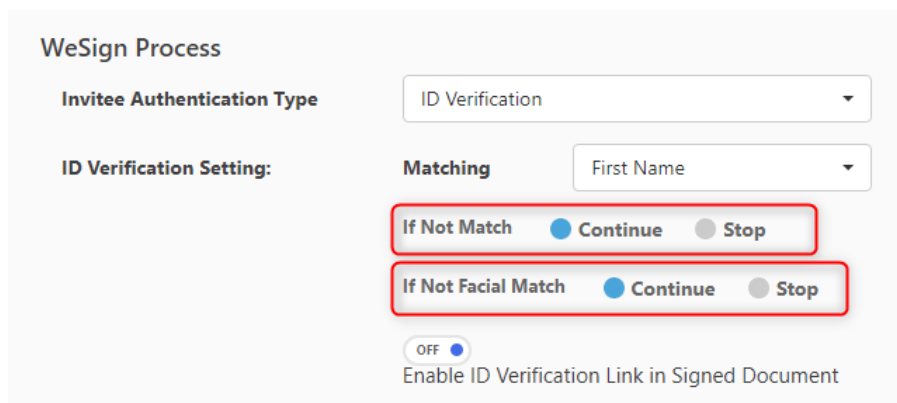 WeSign Process
Invitee Authentication Type ID Verification
ID Verification Setting: Matching First Name
If Not Match Continue Stop
If Not Facial Match Continue Stop
OFF
Enable ID Verification Link in Signed Document